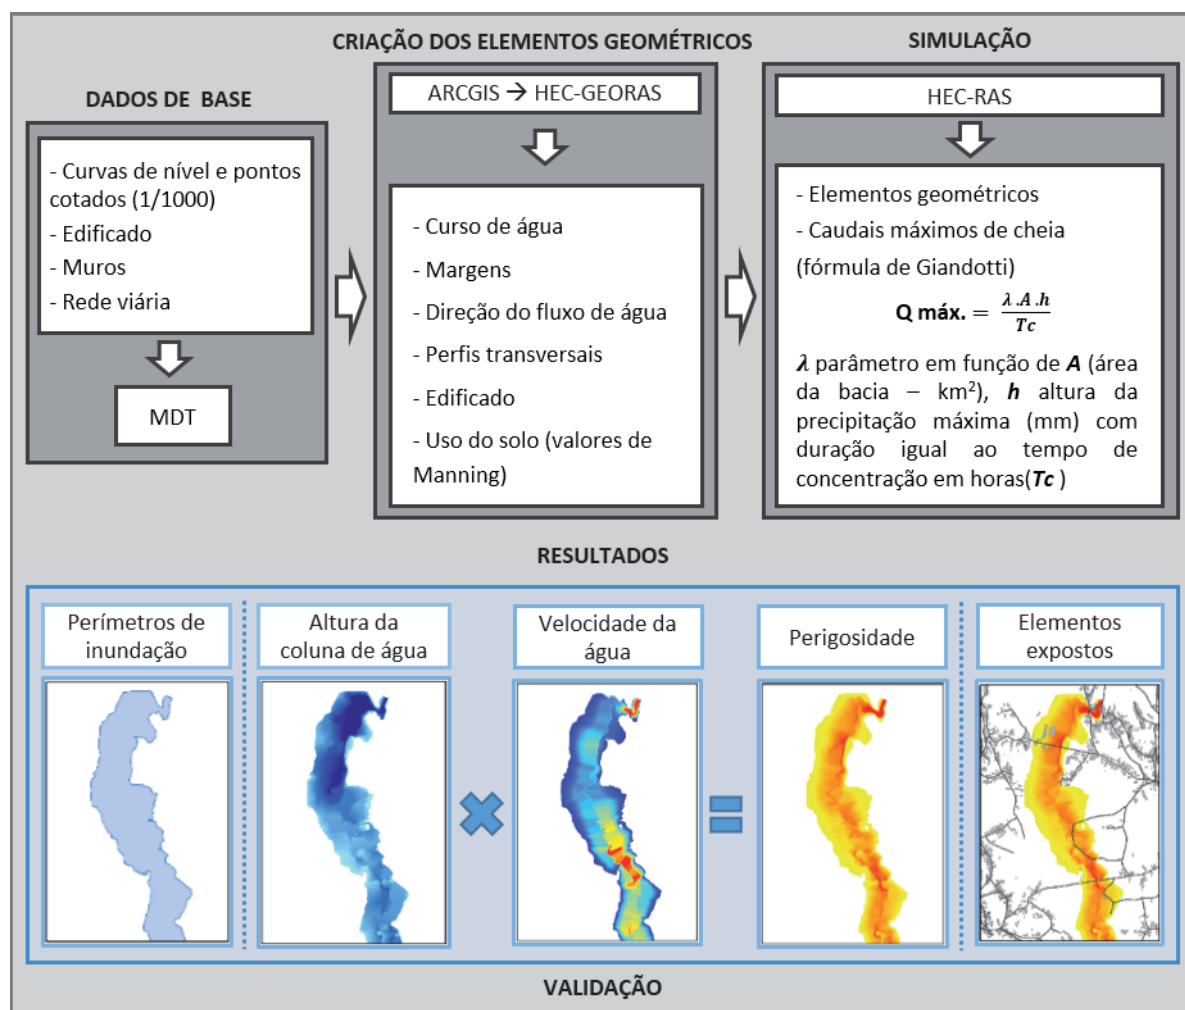 DADOS DE BASE
- Curvas de nível e pontos
cotados (1/1000)
- Edificado
- Muros
- Rede viária
MDT
CRIAÇÃO DOS ELEMENTOS GEOMÉTRICOS
ARCGIS → HEC-GEORAS
- Curso de água
- Margens
- Direção do fluxo de água
- Perfis transversais
- Edificado
- Uso do solo (valores de
Manning)
SIMULAÇÃO
HEC-RAS
- Elementos geométricos
- Caudais máximos de cheia
(fórmula de Giandotti)
Q máx. = λ .A .h / Tc
λ parâmetro em função de A (área
da bacia – km²), h altura da
precipitação máxima (mm) com
duração igual ao tempo de
concentração em horas(Tc )
RESULTADOS
Perímetros de
inundação
Altura da
coluna de água
Velocidade da
água
Perigosidade
Elementos
expostos
VALIDAÇÃO